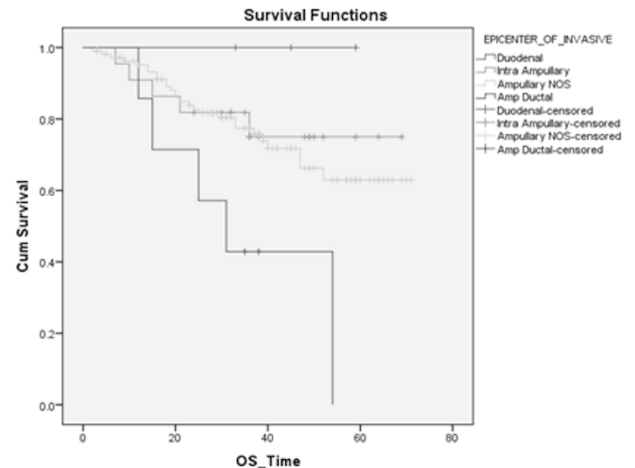 Survival Functions
EPICENTER_OF_INVASIVE
Duodenal
Intra Ampullary
Ampullary NOS
Amp Ductal
Duodenal-censored
Intra Ampullary-censored
Ampullary NOS-censored
Amp Ductal-censored
Cum Survival
1.0
0.8
0.6
0.4
0.2
0.0
0 20 40 60 80
OS_Time